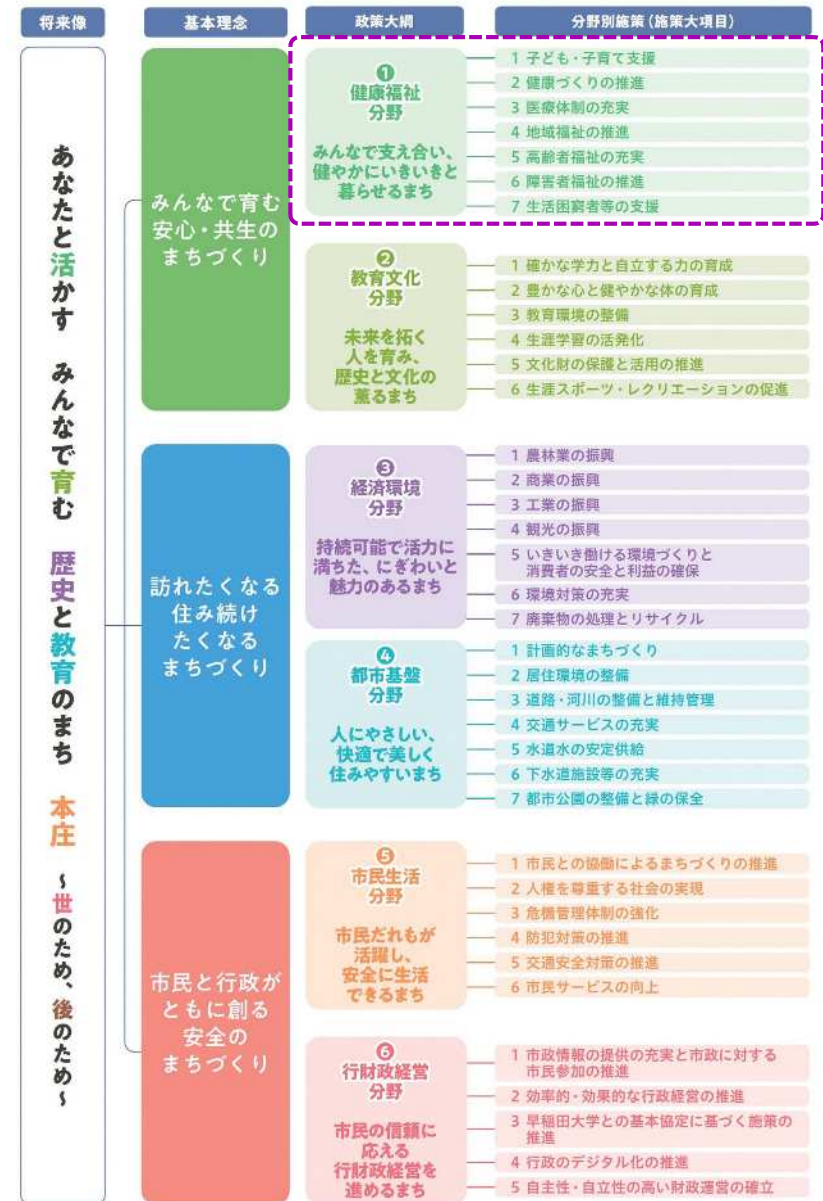 将来像
基本理念
政策大綱
分野別施策（施策大項目）
あなたと活かす　みんなで育む　歴史と教育のまち　本庄　～世のため、後のため～
みんなで育む
安心・共生の
まちづくり
❶
健康福祉
分野
みんなで支え合い、
健やかにいきいきと
暮らせるまち
1 子ども・子育て支援
2 健康づくりの推進
3 医療体制の充実
4 地域福祉の推進
5 高齢者福祉の充実
6 障害者福祉の推進
7 生活困窮者等の支援
❷
教育文化
分野
未来を拓く
人を育み、
歴史と文化の
薫るまち
1 確かな学力と自立する力の育成
2 豊かな心と健やかな体の育成
3 教育環境の整備
4 生涯学習の活発化
5 文化財の保護と活用の推進
6 生涯スポーツ・レクリエーションの促進
訪れたくなる
住み続け
たくなる
まちづくり
❸
経済環境
分野
持続可能で活力に
満ちた、にぎわいと
魅力のあるまち
1 農林業の振興
2 商業の振興
3 工業の振興
4 観光の振興
5 いきいき働ける環境づくりと
消費者の安全と利益の確保
6 環境対策の充実
7 廃棄物の処理とリサイクル
❹
都市基盤
分野
人にやさしい、
快適で美しく
住みやすいまち
1 計画的なまちづくり
2 居住環境の整備
3 道路・河川の整備と維持管理
4 交通サービスの充実
5 水道水の安定供給
6 下水道施設等の充実
7 都市公園の整備と緑の保全
市民と行政が
ともに創る
安全の
まちづくり
❺
市民生活
分野
市民だれもが
活躍し、
安全に生活
できるまち
1 市民との協働によるまちづくりの推進
2 人権を尊重する社会の実現
3 危機管理体制の強化
4 防犯対策の推進
5 交通安全対策の推進
6 市民サービスの向上
❻
行財政経営
分野
市民の信頼に
応える
行財政経営を
進めるまち
1 市政情報の提供の充実と市政に対する
市民参加の推進
2 効率的・効果的な行政経営の推進
3 早稲田大学との基本協定に基づく施策の
推進
4 行政のデジタル化の推進
5 自主性・自立性の高い財政運営の確立